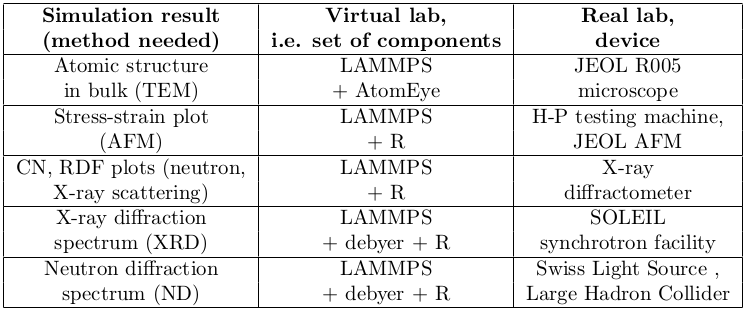 Simulation result Virtual lab, Real lab,
(method needed) i.e. set of components device
Atomic structure LAMMPS JEOL R005
in bulk (TEM) + AtomEye microscope
Stress-strain plot LAMMPS H-P testing machine,
(AFM) + R JEOL AFM
CN, RDF plots (neutron, LAMMPS X-ray
X-ray scattering) + R diffractometer
X-ray diffraction LAMMPS SOLEIL
spectrum (XRD) + debyer + R synchrotron facility
Neutron diffraction LAMMPS Swiss Light Source ,
spectrum (ND) + debyer + R Large Hadron Collider